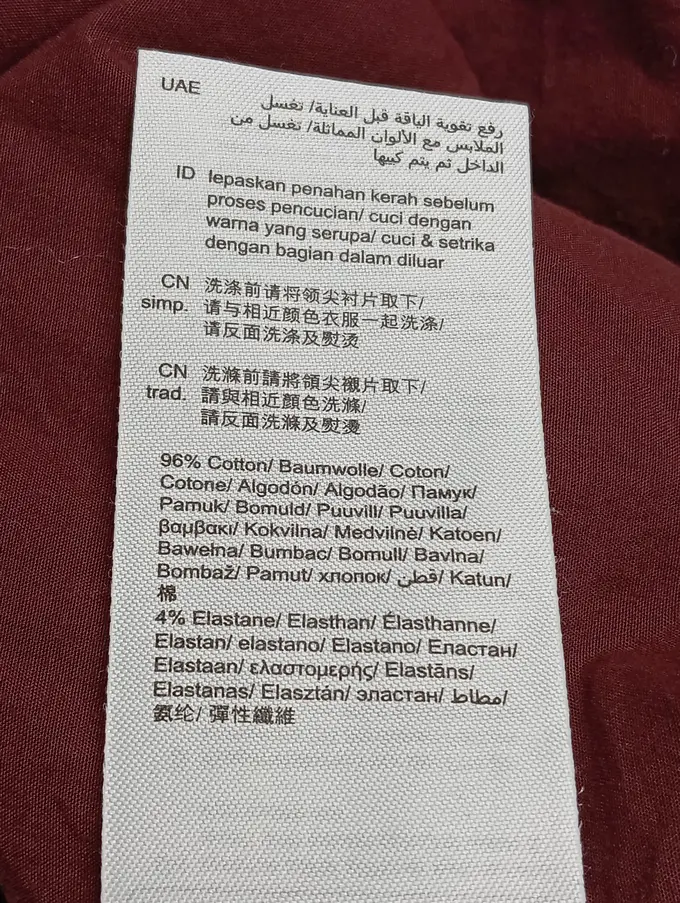 UAE
رفع تقوية الياقة قبل العناية/ تغسل
الملابس مع الألوان المماثلة/ تغسل من
الداخل ثم يتم كيها
ID lepaskan penahan kerah sebelum
proses pencucian/ cuci dengan
warna yang serupa/ cuci & setrika
dengan bagian dalam diluar
CN simp. 洗涤前请将领尖衬片取下/
请与相近颜色衣服一起洗涤/
请反面洗涤及熨烫
CN trad. 洗滌前請將領尖襯片取下/
請與相近顏色洗滌/
請反面洗滌及熨燙
96% Cotton/ Baumwolle/ Coton/
Cotone/ Algodón/ Algodão/ Памук/
Pamuk/ Bomuld/ Puuvill/ Puuvilla/
βαμβακι/ Kokvilna/ Medvilnė/ Katoen/
Bawełna/ Bumbac/ Bomull/ Bavlna/
Bombaž/ Pamut/ хлопок/ قطن/ Katun/
棉
4% Elastane/ Elasthan/ Élasthanne/
Elastan/ elastano/ Elastano/ Еластан/
Elastaan/ ελαστομερής/ Elastāns/
Elastanas/ Elasztán/ эластан/ مطاط/
氨纶/ 彈性纖維